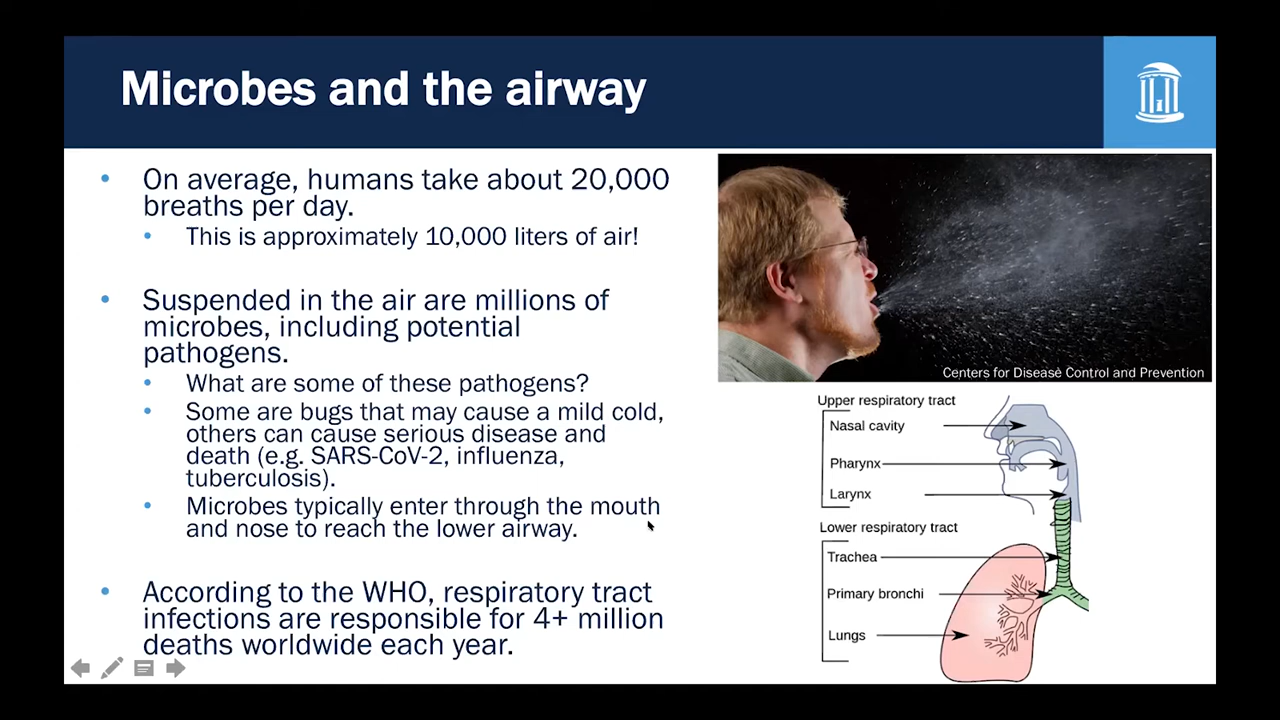 Microbes and the airway
On average, humans take about 20,000
breaths per day.
This is approximately 10,000 liters of air!
Suspended in the air are millions of
microbes, including potential
pathogens.
What are some of these pathogens?
Some are bugs that may cause a mild cold,
others can cause serious disease and
death (e.g. SARS-CoV-2, influenza,
tuberculosis).
Microbes typically enter through the mouth
and nose to reach the lower airway.
According to the WHO, respiratory tract
infections are responsible for 4+ million
deaths worldwide each year.
Centers for Disease Control and Prevention
Upper respiratory tract
Nasal cavity
Pharynx
Larynx
Lower respiratory tract
Trachea
Primary bronchi
Lungs